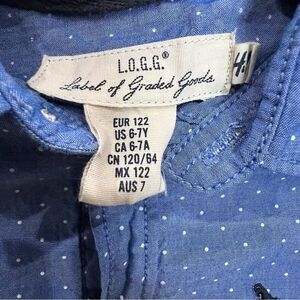 L.O.G.G.
Label of Graded Goods
EUR 122
US 6-7Y
CA 6-7A
CN 120/64
MX 122
AUS 7